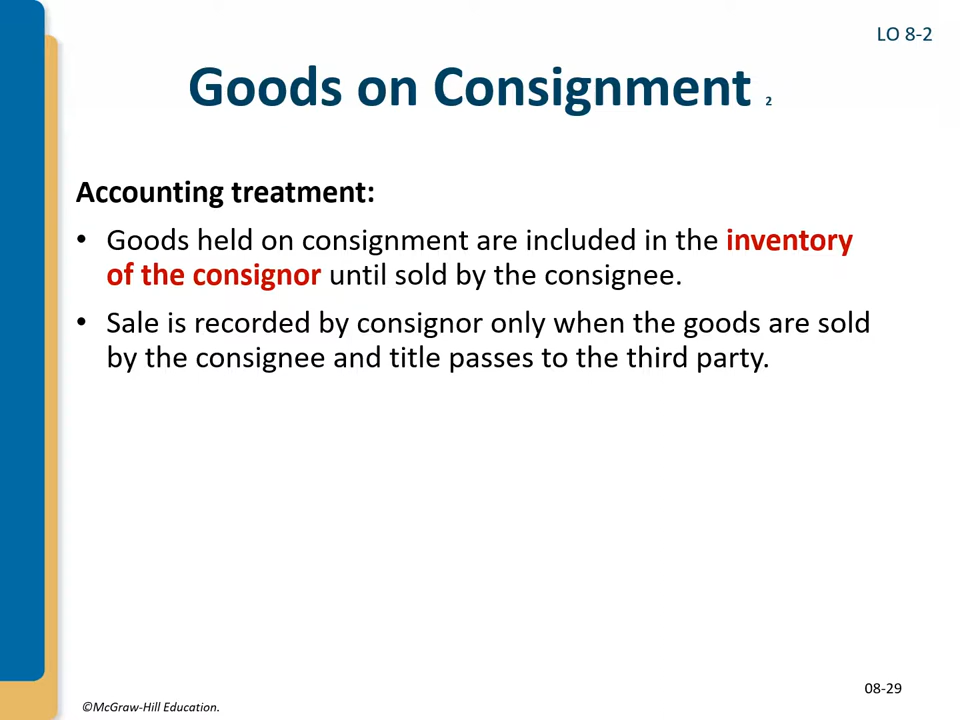 LO 8-2
Goods on Consignment 2
Accounting treatment:
• Goods held on consignment are included in the inventory
of the consignor until sold by the consignee.
• Sale is recorded by consignor only when the goods are sold
by the consignee and title passes to the third party.
08-29
©McGraw-Hill Education.